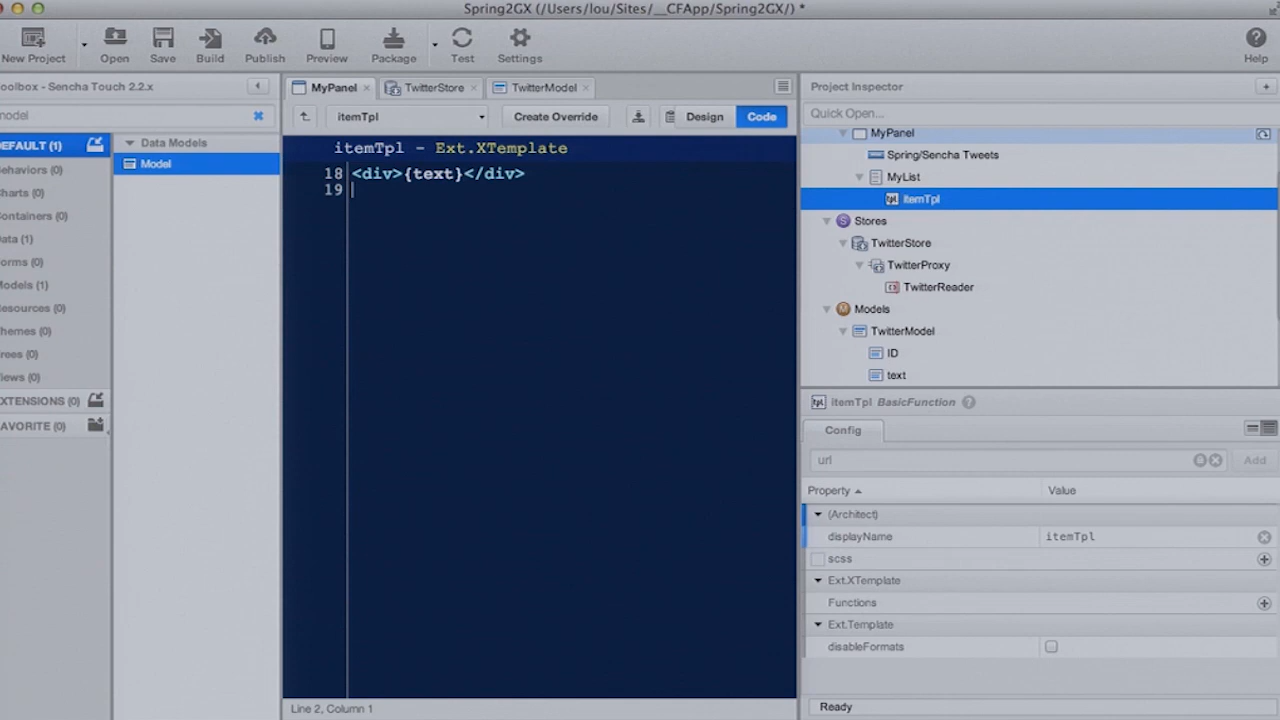 Spring2GX (/Users/lou/Sites/__CFApp/Spring2GX/) *
New Project
Open
Save
Build
Publish
Preview
Package
Test
Settings
Help
oolbox - Sencha Touch 2.2.x
model
EFAULT (1)
ehaviors (0)
harts (0)
ontainers (0)
ata (1)
orms (0)
odels (1)
esources (0)
hemes (0)
rees (0)
iews (0)
XTENSIONS (0)
AVORITE (0)
Data Models
Model
MyPanel
TwitterStore
TwitterModel
itemTpl
Create Override
Design
Code
itemTpl - Ext.XTemplate
18 <div>{text}</div>
19
Line 2, Column 1
Project Inspector
Quick Open...
MyPanel
Spring/Sencha Tweets
MyList
tpl itemTpl
Stores
TwitterStore
TwitterProxy
TwitterReader
Models
TwitterModel
ID
text
tpl itemTpl BasicFunction
Config
url
Add
Property Value
(Architect)
displayName itemTpl
scss
Ext.XTemplate
Functions
Ext.Template
disableFormats
Ready